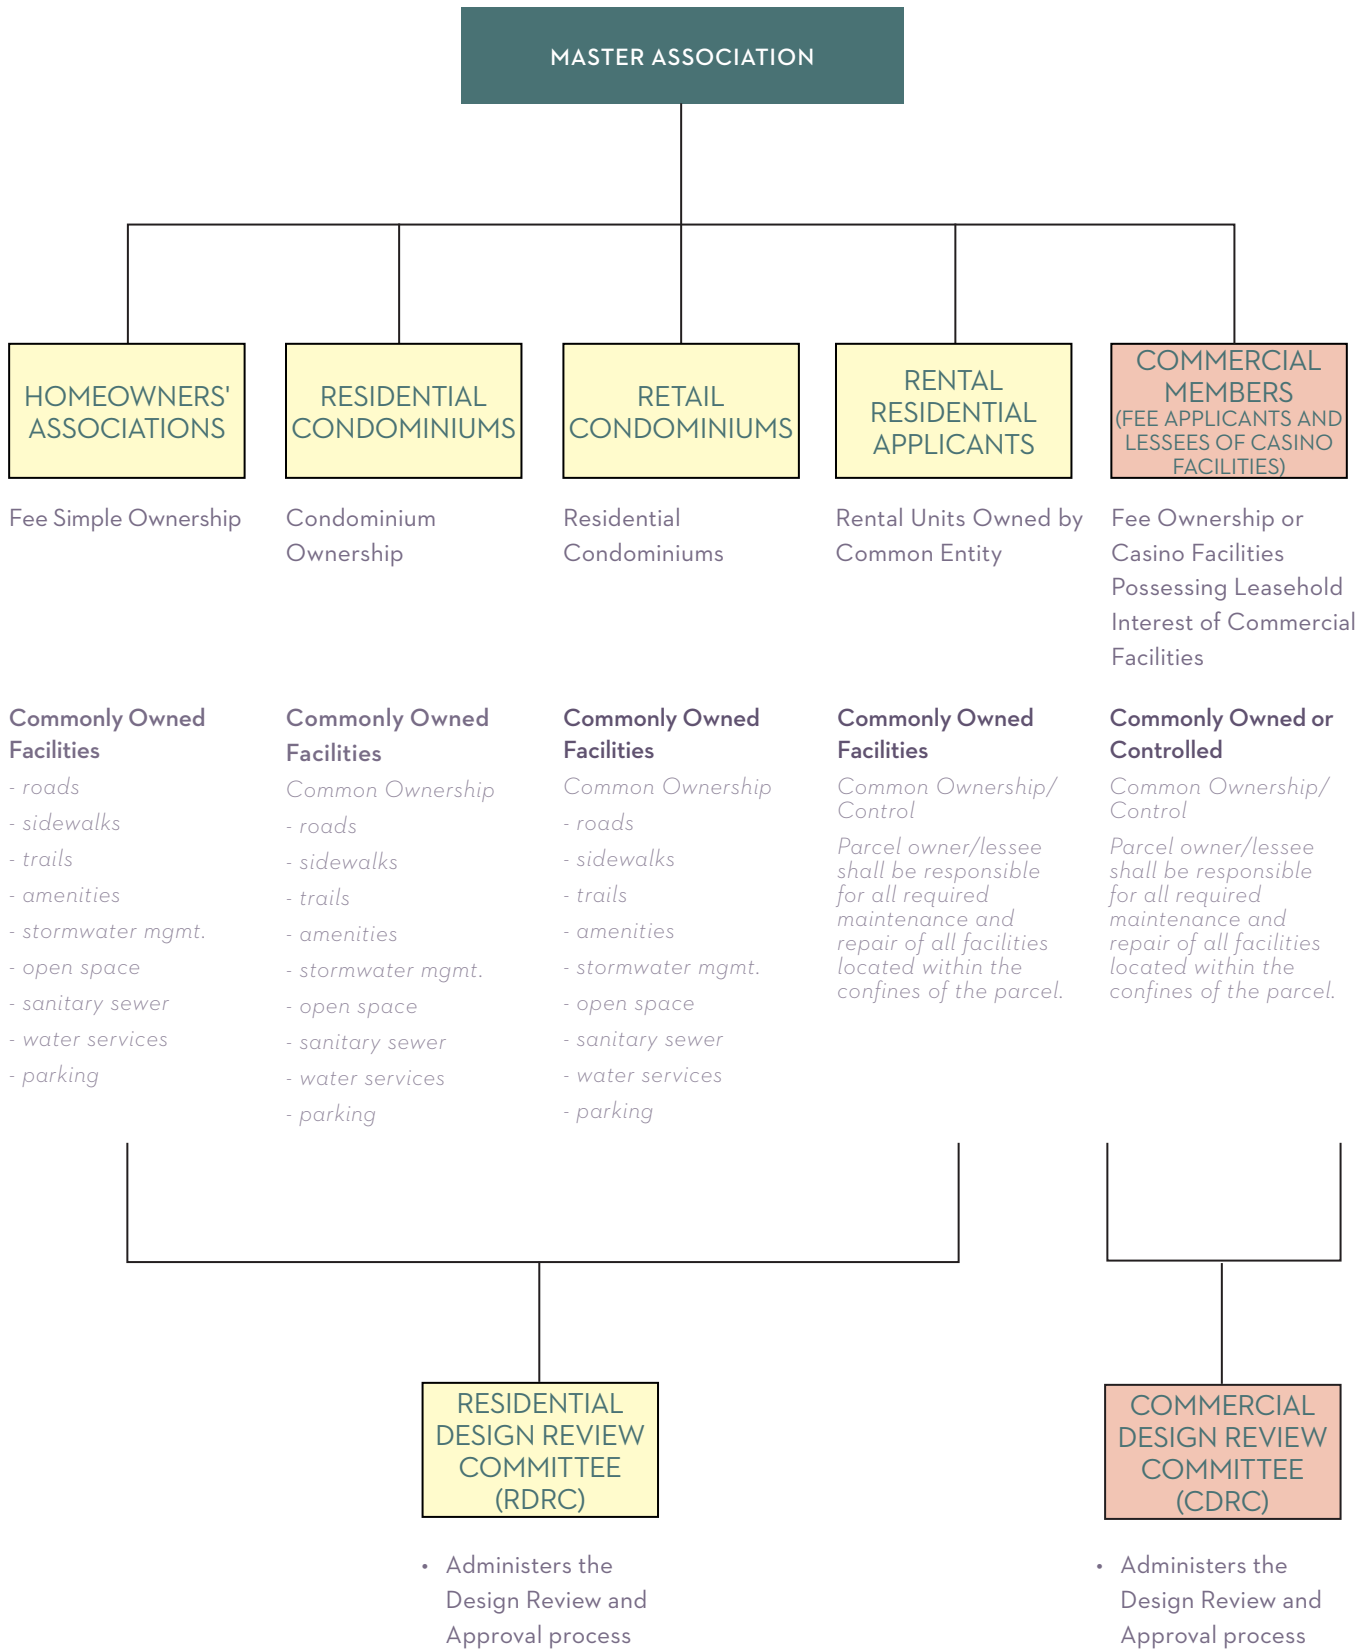 MASTER ASSOCIATION
HOMEOWNERS'
ASSOCIATIONS
Fee Simple Ownership
Commonly Owned
Facilities
- roads
- sidewalks
- trails
- amenities
- stormwater mgmt.
- open space
- sanitary sewer
- water services
- parking
RESIDENTIAL
CONDOMINIUMS
Condominium
Ownership
Commonly Owned
Facilities
Common Ownership
- roads
- sidewalks
- trails
- amenities
- stormwater mgmt.
- open space
- sanitary sewer
- water services
- parking
RETAIL
CONDOMINIUMS
Residential
Condominiums
Commonly Owned
Facilities
Common Ownership
- roads
- sidewalks
- trails
- amenities
- stormwater mgmt.
- open space
- sanitary sewer
- water services
- parking
RENTAL
RESIDENTIAL
APPLICANTS
Rental Units Owned by
Common Entity
Commonly Owned
Facilities
Common Ownership/
Control
Parcel owner/lessee
shall be responsible
for all required
maintenance and
repair of all facilities
located within the
confines of the parcel.
COMMERCIAL
MEMBERS
(FEE APPLICANTS AND
LESSEES OF CASINO
FACILITIES)
Fee Ownership or
Casino Facilities
Possessing Leasehold
Interest of Commercial
Facilities
Commonly Owned or
Controlled
Common Ownership/
Control
Parcel owner/lessee
shall be responsible
for all required
maintenance and
repair of all facilities
located within the
confines of the parcel.
RESIDENTIAL
DESIGN REVIEW
COMMITTEE
(RDRC)
• Administers the
Design Review and
Approval process
COMMERCIAL
DESIGN REVIEW
COMMITTEE
(CDRC)
• Administers the
Design Review and
Approval process